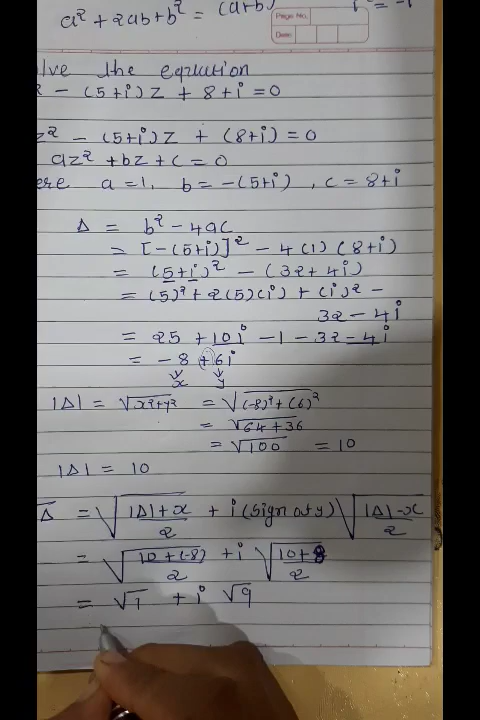 a² + 2ab + b² = (a+b)
Page No.
Date:
the equation
- (5+i) Z + 8 + i = 0
z² - (5+i) Z + (8+i) = 0
az² + bz + c = 0
a = 1, b = -(5+i), c = 8+i
Δ = b² - 4ac
= [-(5+i)]² - 4(1)(8+i)
= (5+i)² - (32+4i)
= (5)² + 2(5)(i) + (i)² -
32 - 4i
= 25 + 10i - 1 - 32 - 4i
= -8 + 6i
x y
|Δ| = √x²+y² = √(-8)² + (6)²
= √64 + 36
= √100 = 10
|Δ| = 10
√Δ = √|Δ|+x/2 + i (sign of y) √|Δ|-x/2
= √10+(-8)/2 + i √10+8/2
= √1 + i √9